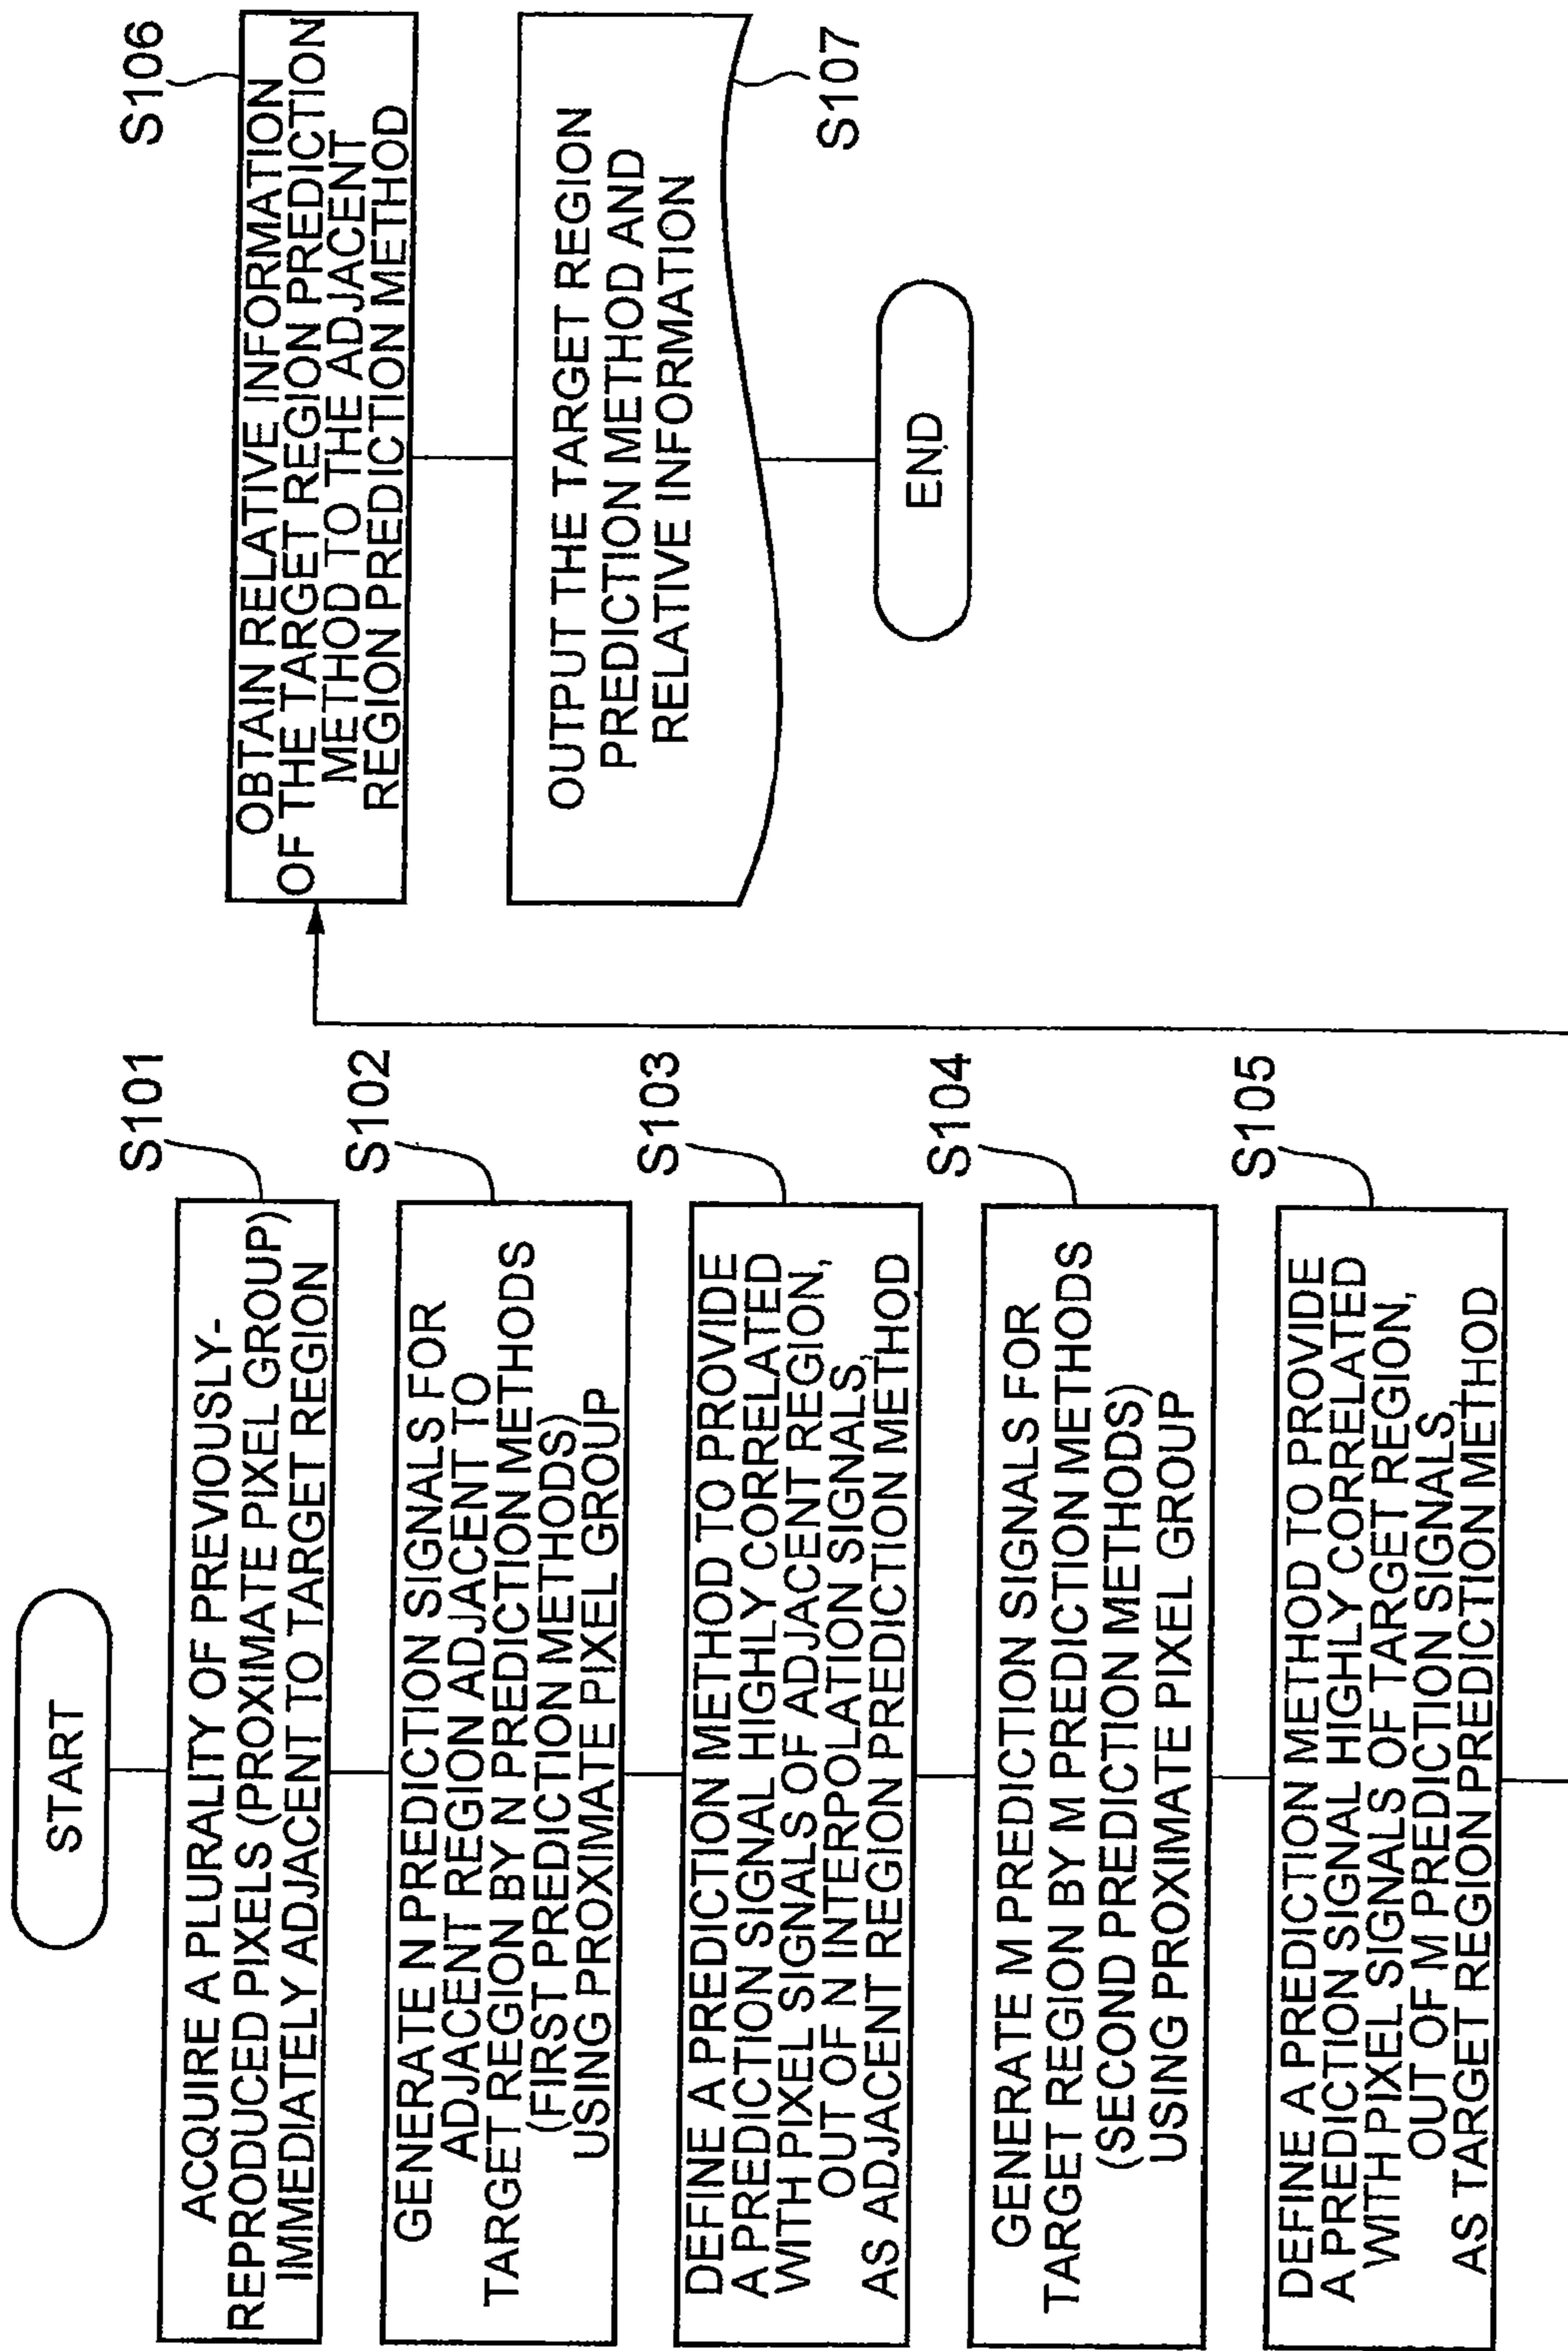 START
S101
ACQUIRE A PLURALITY OF PREVIOUSLY-
REPRODUCED PIXELS (PROXIMATE PIXEL GROUP)
IMMEDIATELY ADJACENT TO TARGET REGION
S102
GENERATE N PREDICTION SIGNALS FOR
ADJACENT REGION ADJACENT TO
TARGET REGION BY N PREDICTION METHODS
(FIRST PREDICTION METHODS)
USING PROXIMATE PIXEL GROUP
S103
DEFINE A PREDICTION METHOD TO PROVIDE
A PREDICTION SIGNAL HIGHLY CORRELATED
WITH PIXEL SIGNALS OF ADJACENT REGION,
OUT OF N INTERPOLATION SIGNALS,
AS ADJACENT REGION PREDICTION METHOD
S104
GENERATE M PREDICTION SIGNALS FOR
TARGET REGION BY M PREDICTION METHODS
(SECOND PREDICTION METHODS)
USING PROXIMATE PIXEL GROUP
S105
DEFINE A PREDICTION METHOD TO PROVIDE
A PREDICTION SIGNAL HIGHLY CORRELATED
WITH PIXEL SIGNALS OF TARGET REGION,
OUT OF M PREDICTION SIGNALS,
AS TARGET REGION PREDICTION METHOD
S106
OBTAIN RELATIVE INFORMATION
OF THE TARGET REGION PREDICTION
METHOD TO THE ADJACENT
REGION PREDICTION METHOD
OUTPUT THE TARGET REGION
PREDICTION METHOD AND
RELATIVE INFORMATION
S107
END